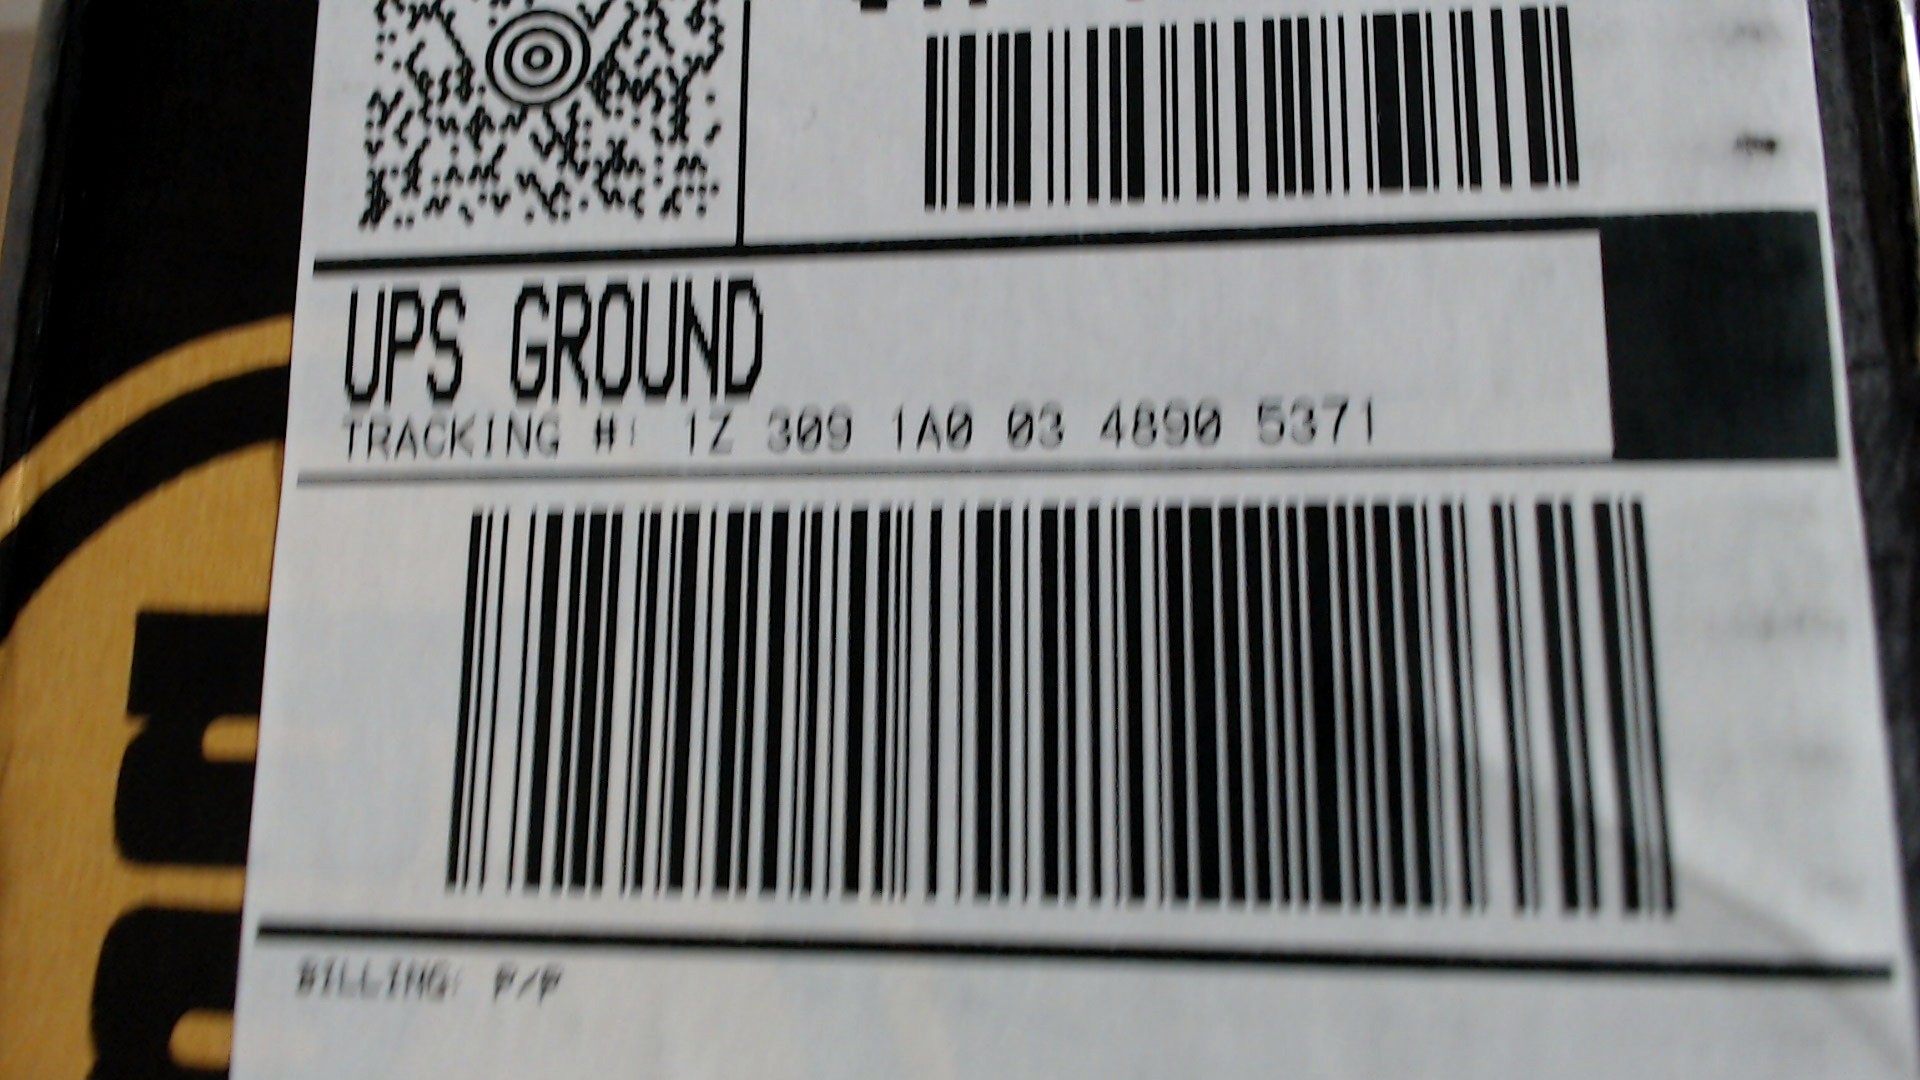 UPS GROUND
TRACKING #: 1Z 309 1A0 03 4890 5371
BILLING: P/P